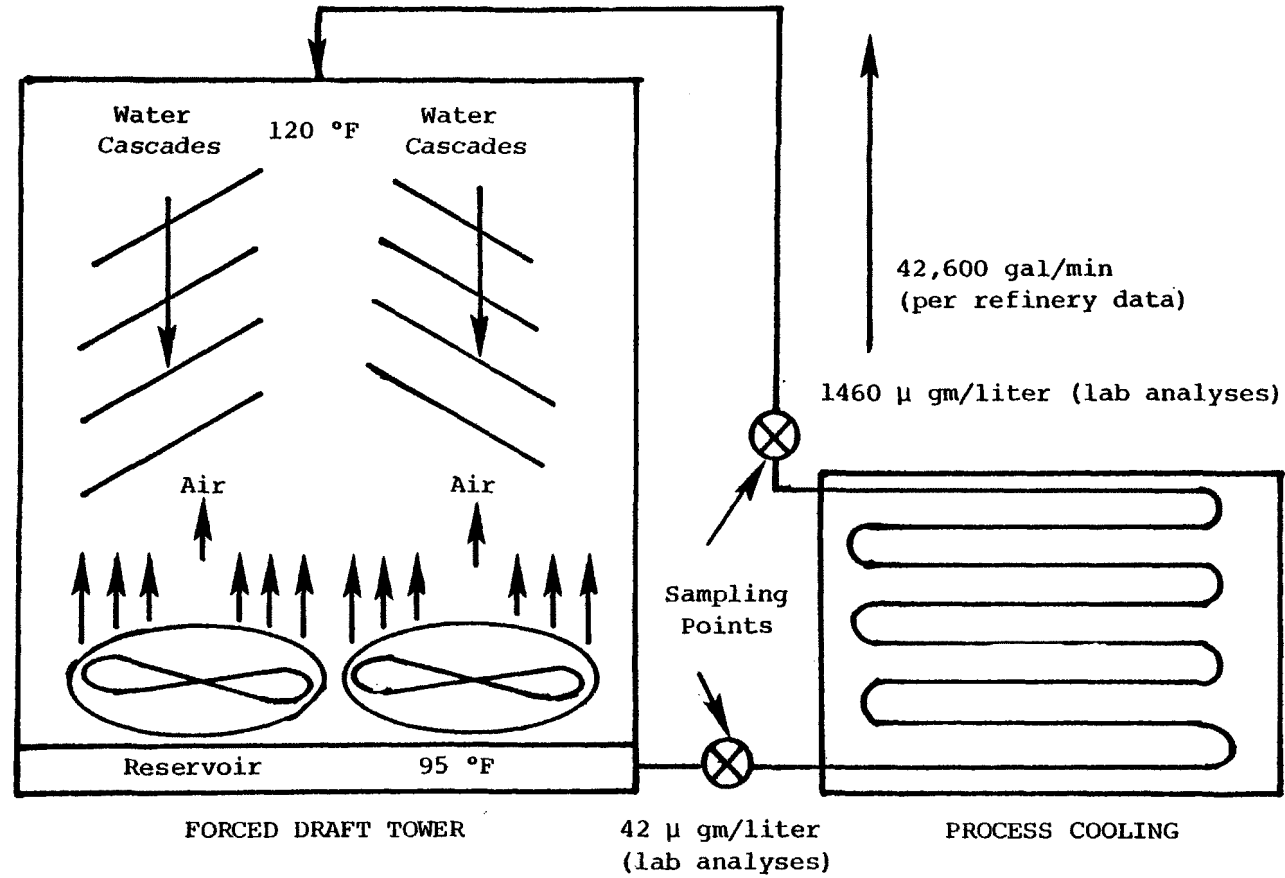 Water
Cascades
120 °F
Water
Cascades
42,600 gal/min
(per refinery data)
1460 μ gm/liter (lab analyses)
Air
Air
Sampling
Points
Reservoir
95 °F
FORCED DRAFT TOWER
42 μ gm/liter
(lab analyses)
PROCESS COOLING